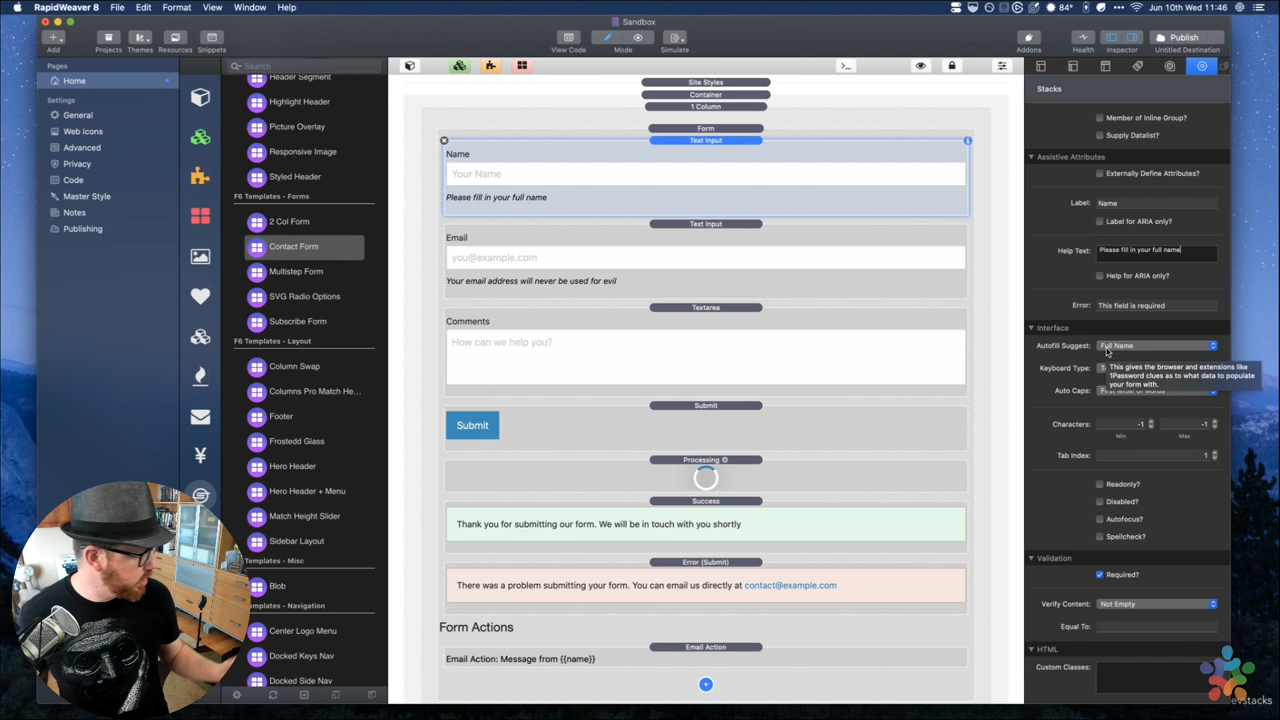 RapidWeaver 8 File Edit Format View Window Help
84° Jun 10th Wed 11:46
Sandbox
Add Projects Themes Resources Snippets
View Code Mode Simulate
Addons Health Inspector
Publish
Untitled Destination
Pages
Home
Settings
General
Web Icons
Advanced
Privacy
Code
Master Style
Notes
Publishing
Search
Header Segment
Highlight Header
Picture Overlay
Responsive Image
Styled Header
F6 Templates - Forms
2 Col Form
Contact Form
Multistep Form
SVG Radio Options
Subscribe Form
F6 Templates - Layout
Column Swap
Columns Pro Match He...
Footer
Frostedd Glass
Hero Header
Hero Header + Menu
Match Height Slider
Sidebar Layout
Templates - Misc
Blob
Templates - Navigation
Center Logo Menu
Docked Keys Nav
Docked Side Nav
Site Styles
Container
1 Column
Form
Text Input
Name
Your Name
Please fill in your full name
Text Input
Email
you@example.com
Your email address will never be used for evil
Textarea
Comments
How can we help you?
Submit
Submit
Processing
Success
Thank you for submitting our form. We will be in touch with you shortly
Error (Submit)
There was a problem submitting your form. You can email us directly at contact@example.com
Form Actions
Email Action
Email Action: Message from {{name}}
Stacks
Member of Inline Group?
Supply Datalist?
Assistive Attributes
Externally Define Attributes?
Label: Name
Label for ARIA only?
Help Text: Please fill in your full name
Help for ARIA only?
Error: This field is required
Interface
Autofill Suggest: Full Name
Keyboard Type:
This gives the browser and extensions like
1Password clues as to what data to populate
your form with.
Auto Caps: First letter of words
Characters: -1 -1
Min Max
Tab Index: 1
Readonly?
Disabled?
Autofocus?
Spellcheck?
Validation
Required?
Verify Content: Not Empty
Equal To:
HTML
Custom Classes: